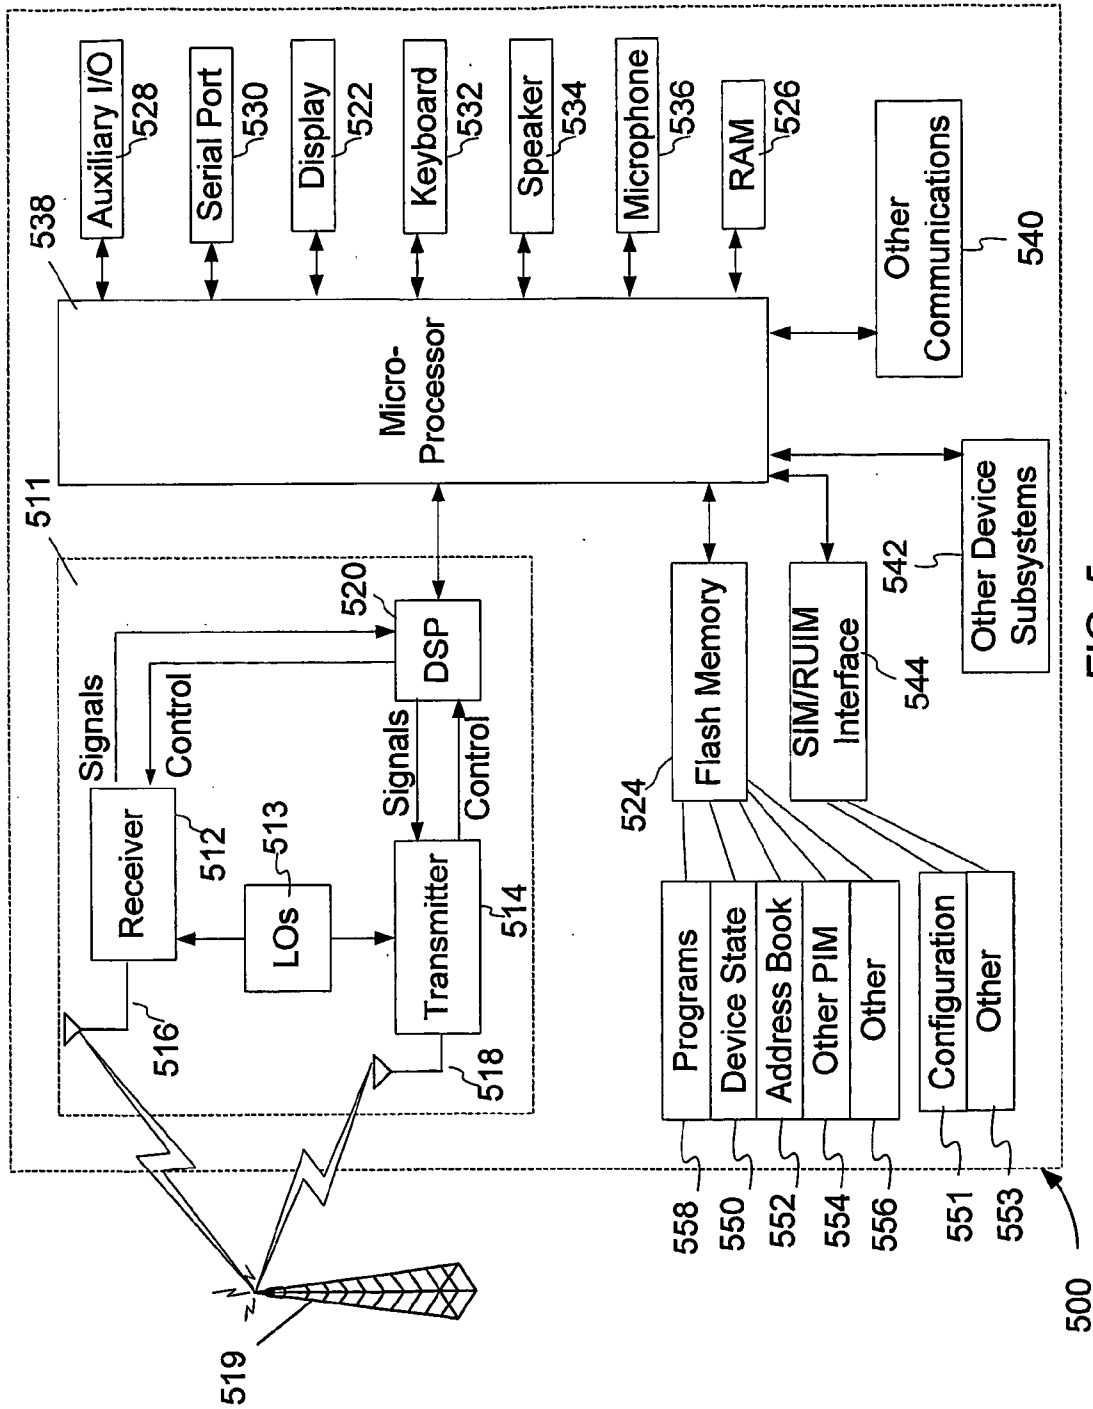 538
511
Auxiliary I/O
528
Signals
Receiver
Control
516
512
Serial Port
530
519
LOs
513
520
Display
522
Micro-
Processor
Signals
Transmitter
DSP
Control
518
514
Keyboard
532
Speaker
534
524
Microphone
536
558
Programs
Flash Memory
550
Device State
RAM
526
552
Address Book
554
Other PIM
SIM/RUIM
Interface
544
556
Other
Other
Communications
540
542
551
Configuration
553
Other
Other Device
Subsystems
500